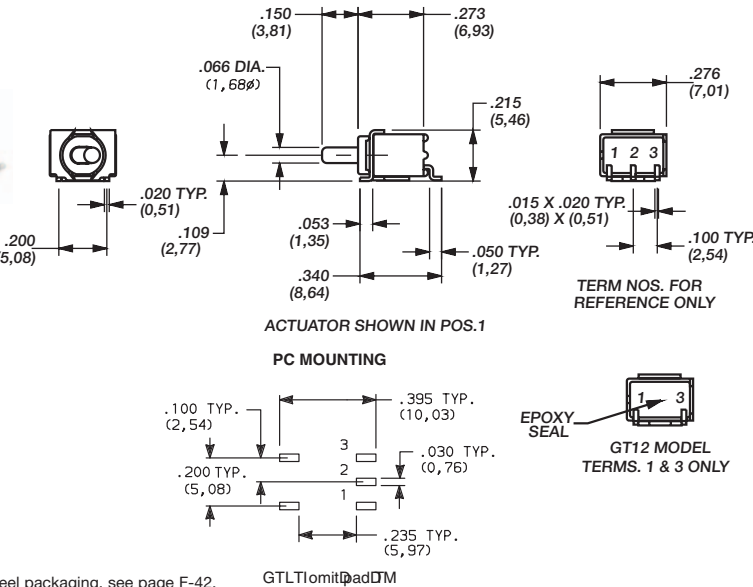 .150
(3,81)
.273
(6,93)
.066 DIA.
(1,68ø)
.215
(5,46)
.276
(7,01)
1 2 3
.020 TYP.
(0,51)
.200
5,08)
.109
(2,77)
.053
(1,35)
.340
(8,64)
.050 TYP.
(1,27)
.015 X .020 TYP.
(0,38) X (0,51)
.100 TYP.
(2,54)
TERM NOS. FOR
REFERENCE ONLY
ACTUATOR SHOWN IN POS.1
PC MOUNTING
.100 TYP.
(2,54)
.200 TYP.
(5,08)
.395 TYP.
(10,03)
3
2
1
.030 TYP.
(0,76)
.235 TYP.
(5,97)
1 3
EPOXY
SEAL
GT12 MODEL
TERMS. 1 & 3 ONLY
eel packaging, see page F-42.